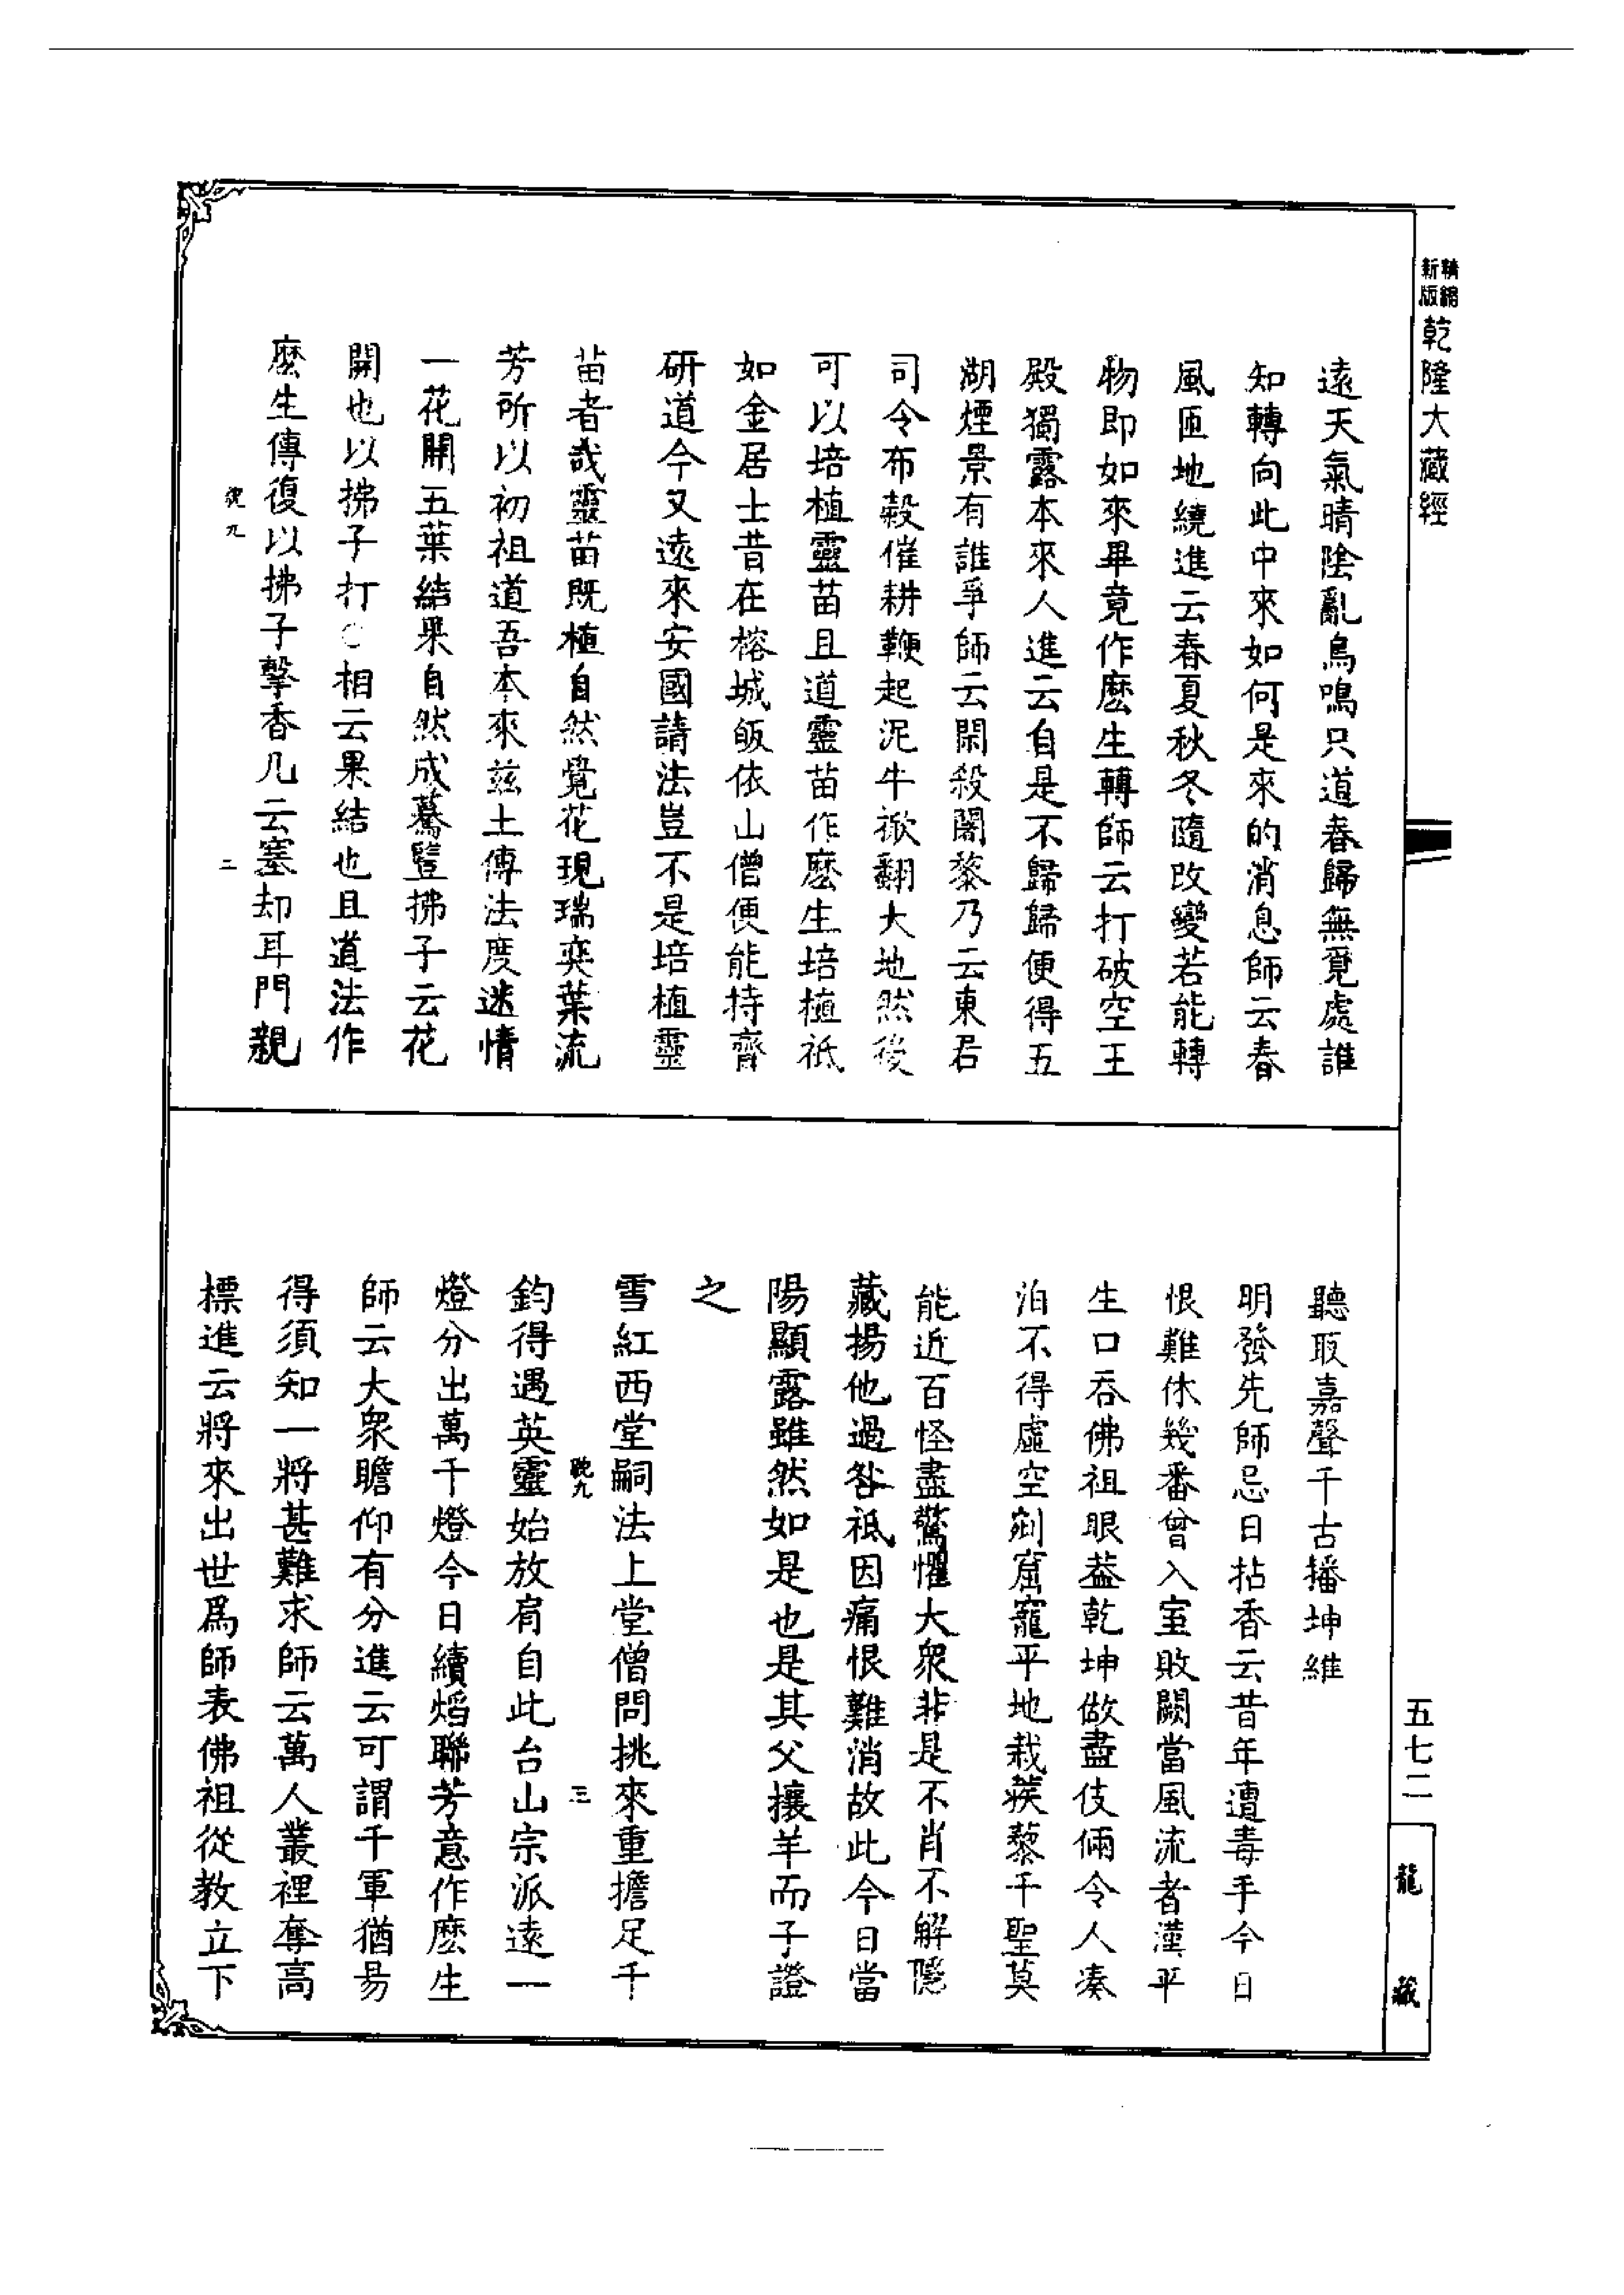 精縮
新版
乾隆大藏經
遠天氣晴陰亂鳥鳴只道春歸無覓處誰
知轉向此中來如何是來的消息師云春
風匝地繞進云春夏秋冬隨改變若能轉
物即如來畢竟作麽生轉師云打破空王
殿獨露本來人進云自是不歸歸便得五
湖煙景有誰爭師云閑殺闍黎乃云東君
司令布穀催耕鞭起泥牛掀翻大地然後
可以培植靈苗且道靈苗作麽生培植祇
如金居士昔在榕城皈依山僧便能持齋
研道今又遠來安國請法豈不是培植靈
苗者哉靈苗既植自然覺花現瑞奕葉流
芳所以初祖道吾本來茲土傳法度迷情
一花開五葉結果自然成驀豎拂子云花
開也以拂子打○相云果結也且道法作
麽生傳復以拂子擊香几云塞却耳門親
二
聽取嘉聲千古播坤維
明發先師忌日拈香云昔年遭毒手今日
恨難休幾番曾入室敗闕當風流者漢平
生口吞佛祖眼葢乾坤做盡伎倆令人湊
泊不得虛空剜窟窿平地栽蒺藜千聖莫
能近百怪盡驚懼大衆非是不肖不解隱
藏揚他過咎祗因痛恨難消故此今日當
陽顯露雖然如是也是其父攘羊而子證
之
雪紅西堂嗣法上堂僧問挑來重擔足千
三
鈞得遇英靈始放肩自此台山宗派遠一
燈分出萬千燈今日續熖聯芳意作麽生
師云大衆瞻仰有分進云可謂千軍猶易
得須知一將甚難求師云萬人叢裡奪高
標進云將來出世爲師表佛祖從教立下
五七二
龍藏